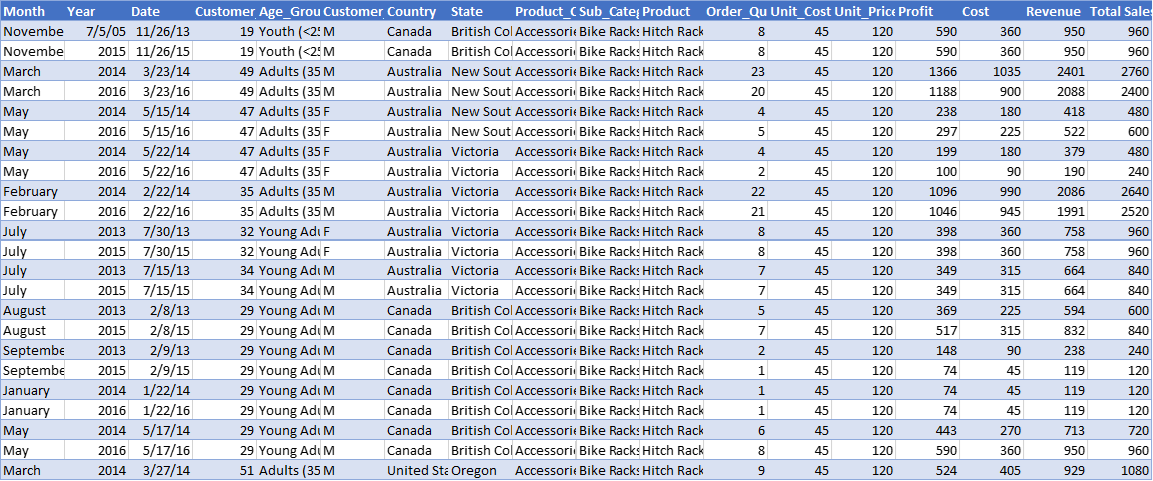 Month Year Date Customer_ Age_Grou Customer_ Country State Product_C Sub_Categ Product Order_Qu Unit_Cost Unit_Price Profit Cost Revenue Total Sales
Novembe 7/5/05 11/26/13 19 Youth (<25 M Canada British Col Accessorie Bike Racks Hitch Rack 8 45 120 590 360 950 960
Novembe 2015 11/26/15 19 Youth (<25 M Canada British Col Accessorie Bike Racks Hitch Rack 8 45 120 590 360 950 960
March 2014 3/23/14 49 Adults (35 M Australia New Sout Accessorie Bike Racks Hitch Rack 23 45 120 1366 1035 2401 2760
March 2016 3/23/16 49 Adults (35 M Australia New Sout Accessorie Bike Racks Hitch Rack 20 45 120 1188 900 2088 2400
May 2014 5/15/14 47 Adults (35 F Australia New Sout Accessorie Bike Racks Hitch Rack 4 45 120 238 180 418 480
May 2016 5/15/16 47 Adults (35 F Australia New Sout Accessorie Bike Racks Hitch Rack 5 45 120 297 225 522 600
May 2014 5/22/14 47 Adults (35 F Australia Victoria Accessorie Bike Racks Hitch Rack 4 45 120 199 180 379 480
May 2016 5/22/16 47 Adults (35 F Australia Victoria Accessorie Bike Racks Hitch Rack 2 45 120 100 90 190 240
February 2014 2/22/14 35 Adults (35 M Australia Victoria Accessorie Bike Racks Hitch Rack 22 45 120 1096 990 2086 2640
February 2016 2/22/16 35 Adults (35 M Australia Victoria Accessorie Bike Racks Hitch Rack 21 45 120 1046 945 1991 2520
July 2013 7/30/13 32 Young Adu F Australia Victoria Accessorie Bike Racks Hitch Rack 8 45 120 398 360 758 960
July 2015 7/30/15 32 Young Adu F Australia Victoria Accessorie Bike Racks Hitch Rack 8 45 120 398 360 758 960
July 2013 7/15/13 34 Young Adu M Australia Victoria Accessorie Bike Racks Hitch Rack 7 45 120 349 315 664 840
July 2015 7/15/15 34 Young Adu M Australia Victoria Accessorie Bike Racks Hitch Rack 7 45 120 349 315 664 840
August 2013 2/8/13 29 Young Adu M Canada British Col Accessorie Bike Racks Hitch Rack 5 45 120 369 225 594 600
August 2015 2/8/15 29 Young Adu M Canada British Col Accessorie Bike Racks Hitch Rack 7 45 120 517 315 832 840
Septembe 2013 2/9/13 29 Young Adu M Canada British Col Accessorie Bike Racks Hitch Rack 2 45 120 148 90 238 240
Septembe 2015 2/9/15 29 Young Adu M Canada British Col Accessorie Bike Racks Hitch Rack 1 45 120 74 45 119 120
January 2014 1/22/14 29 Young Adu M Canada British Col Accessorie Bike Racks Hitch Rack 1 45 120 74 45 119 120
January 2016 1/22/16 29 Young Adu M Canada British Col Accessorie Bike Racks Hitch Rack 1 45 120 74 45 119 120
May 2014 5/17/14 29 Young Adu M Canada British Col Accessorie Bike Racks Hitch Rack 6 45 120 443 270 713 720
May 2016 5/17/16 29 Young Adu M Canada British Col Accessorie Bike Racks Hitch Rack 8 45 120 590 360 950 960
March 2014 3/27/14 51 Adults (35 M United Sta Oregon Accessorie Bike Racks Hitch Rack 9 45 120 524 405 929 1080